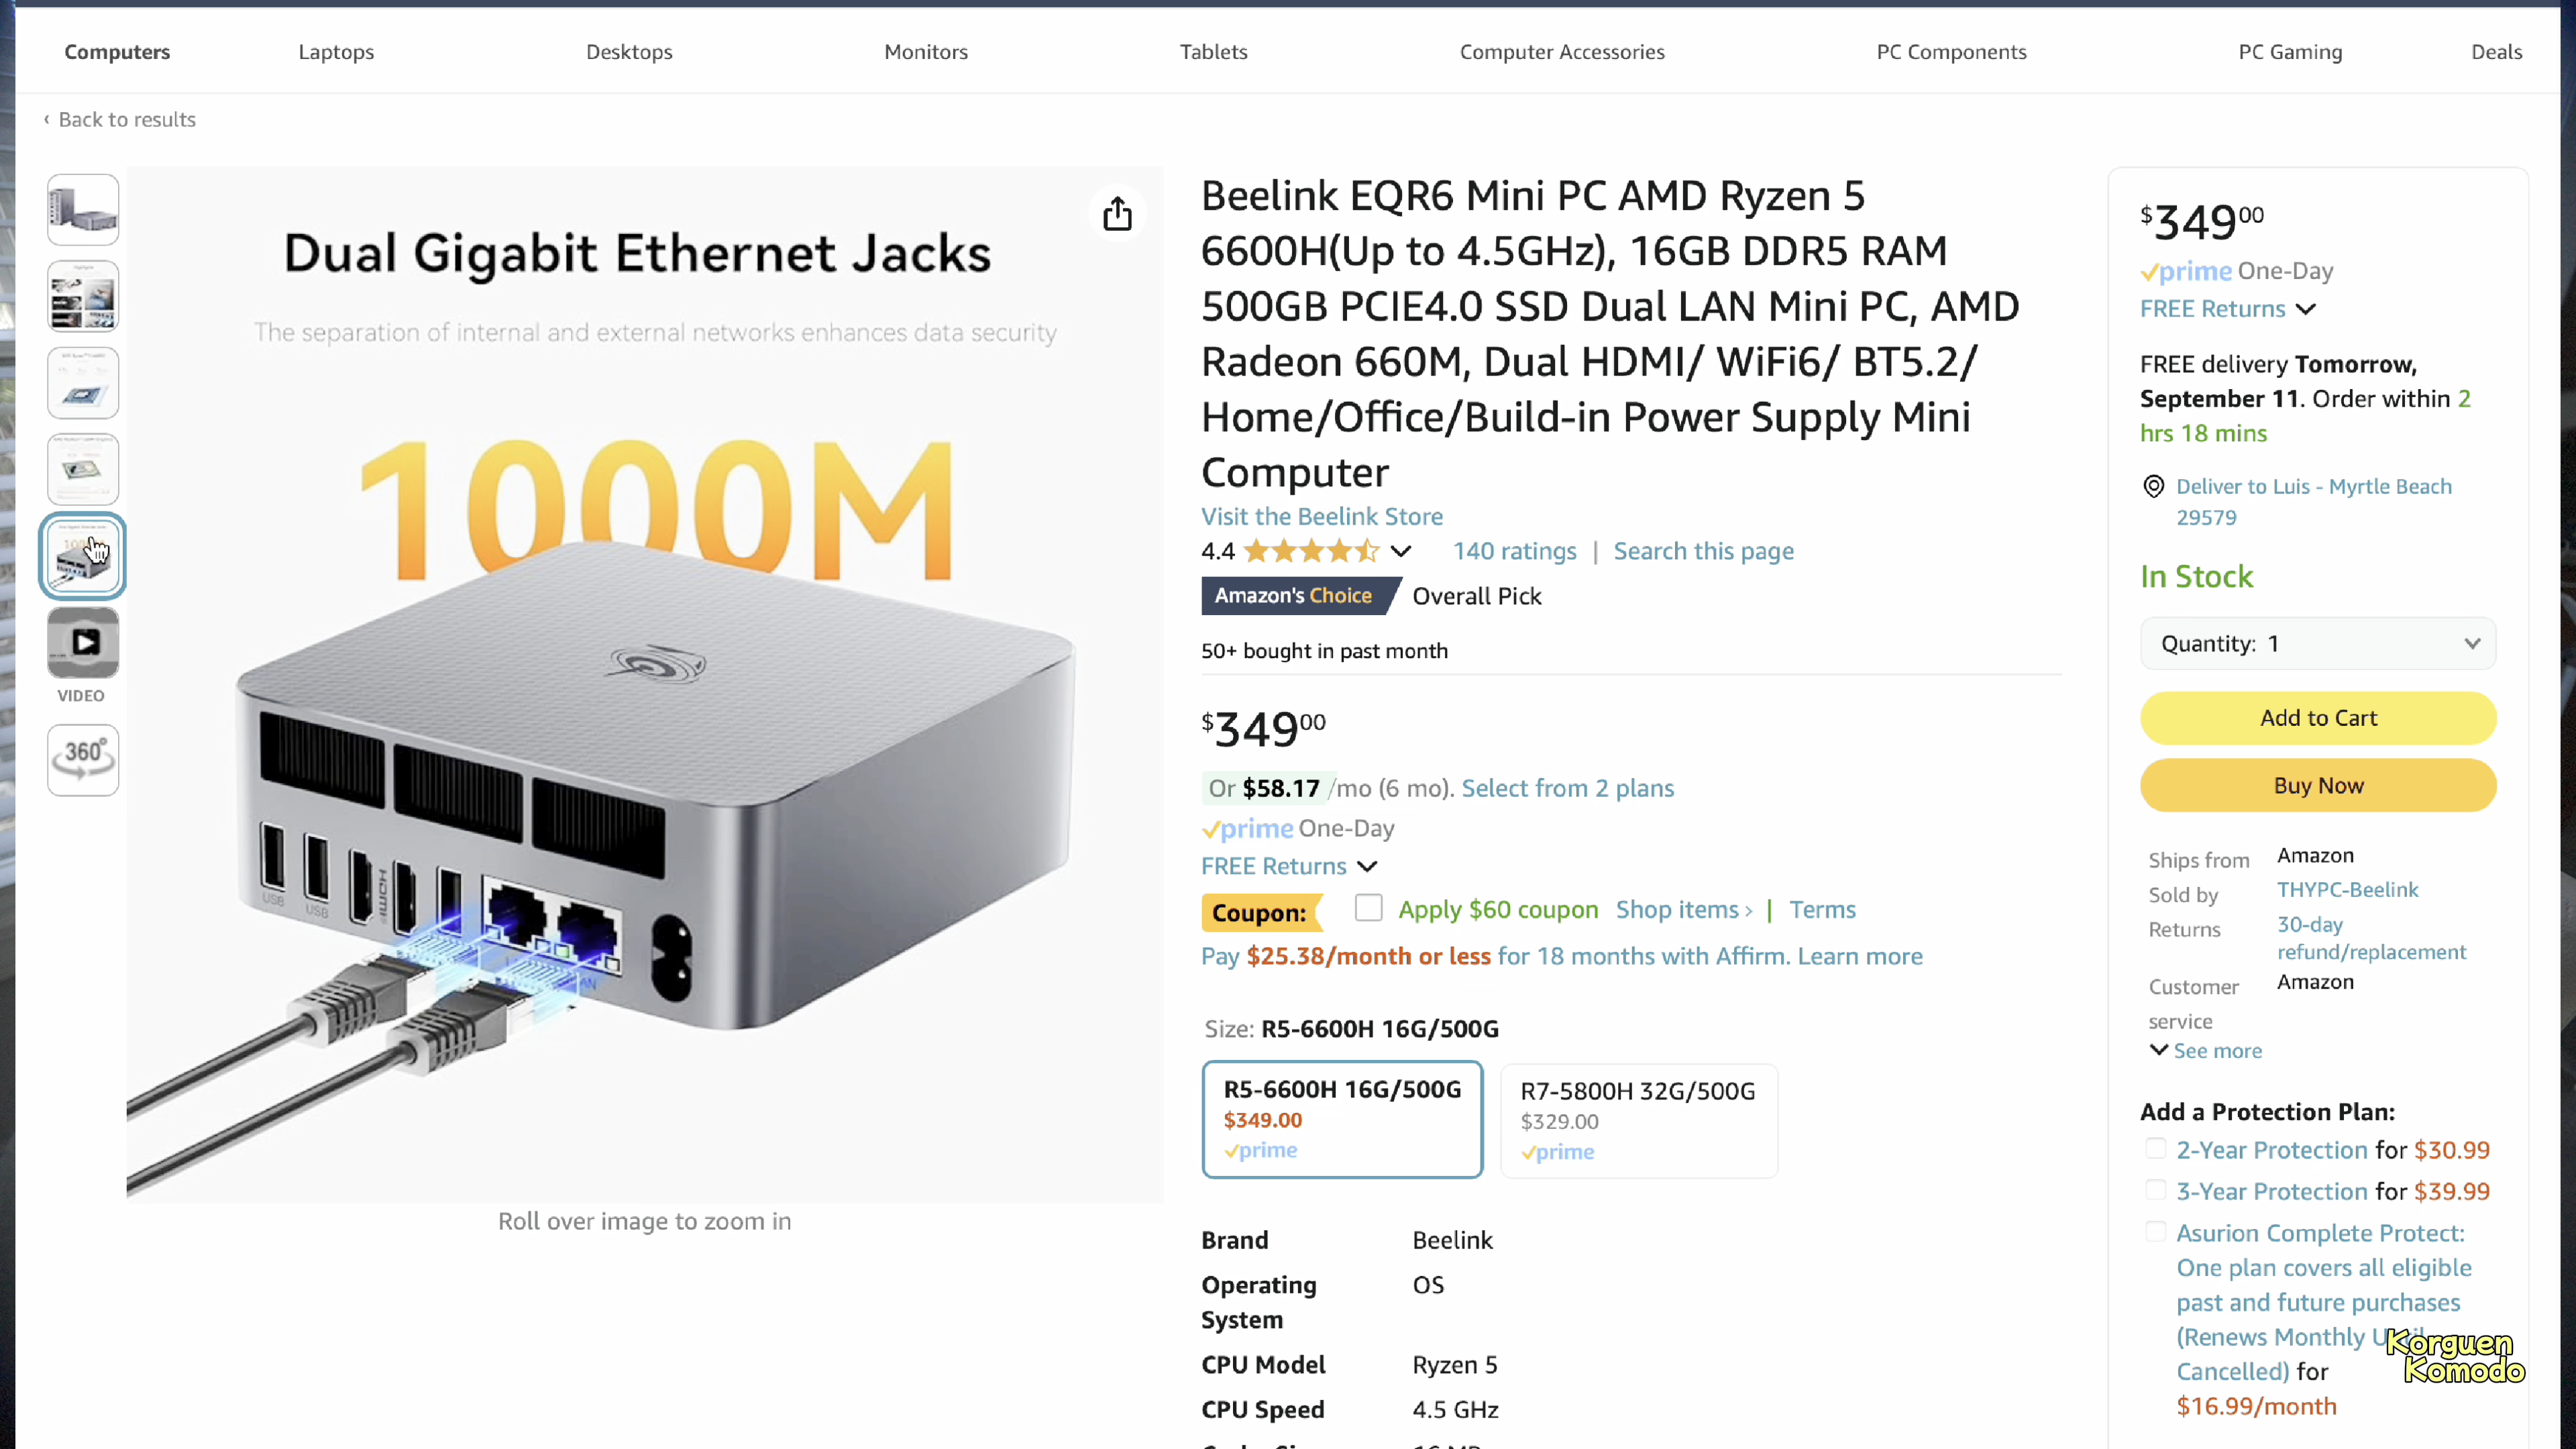 Computers Laptops Desktops Monitors Tablets Computer Accessories PC Components PC Gaming Deals
‹ Back to results
VIDEO
360°
Dual Gigabit Ethernet Jacks
The separation of internal and external networks enhances data security
1000M
USB
USB
HDMI
Roll over image to zoom in
Beelink EQR6 Mini PC AMD Ryzen 5
6600H(Up to 4.5GHz), 16GB DDR5 RAM
500GB PCIE4.0 SSD Dual LAN Mini PC, AMD
Radeon 660M, Dual HDMI/ WiFi6/ BT5.2/
Home/Office/Build-in Power Supply Mini
Computer
Visit the Beelink Store
4.4 140 ratings | Search this page
Amazon's Choice Overall Pick
50+ bought in past month
$34900
Or $58.17 /mo (6 mo). Select from 2 plans
prime One-Day
FREE Returns
Coupon: Apply $60 coupon Shop items › | Terms
Pay $25.38/month or less for 18 months with Affirm. Learn more
Size: R5-6600H 16G/500G
R5-6600H 16G/500G
$349.00
prime
R7-5800H 32G/500G
$329.00
prime
Brand Beelink
Operating System OS
CPU Model Ryzen 5
CPU Speed 4.5 GHz
$34900
prime One-Day
FREE Returns
FREE delivery Tomorrow,
September 11. Order within 2
hrs 18 mins
Deliver to Luis - Myrtle Beach
29579
In Stock
Quantity: 1
Add to Cart
Buy Now
Ships from Amazon
Sold by THYPC-Beelink
Returns 30-day
refund/replacement
Customer service Amazon
See more
Add a Protection Plan:
2-Year Protection for $30.99
3-Year Protection for $39.99
Asurion Complete Protect:
One plan covers all eligible
past and future purchases
(Renews Monthly
Cancelled) for
$16.99/month
Korguen
Komodo